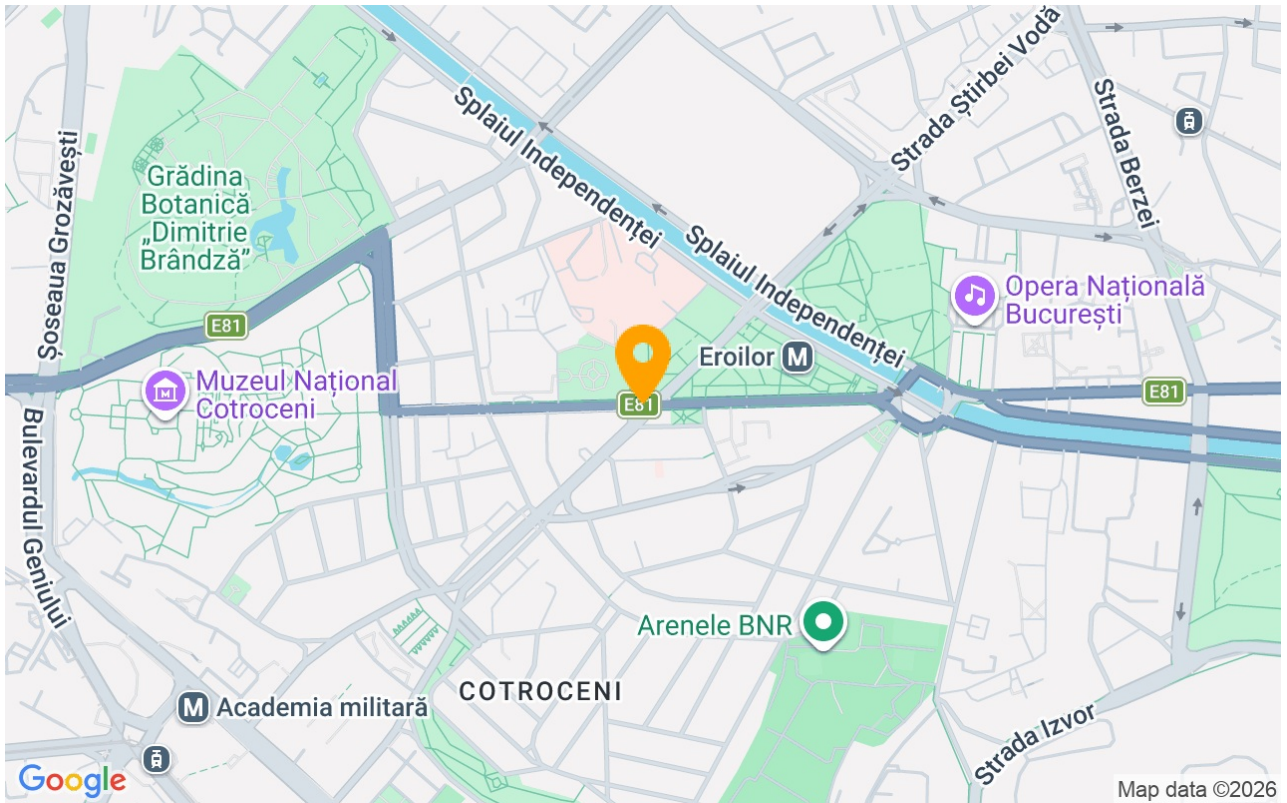 Splaiul Independenței
Strada Știrbei Vodă
Strada Berzei
Șoseaua Grozăvești
Grădina
Botanică
„Dimitrie
Brândză”
Splaiul Independenței
Opera Națională
București
E81
Eroilor M
Muzeul Național
Cotroceni
E81
E81
Bulevardul Geniului
Arenele BNR
COTROCENI
M Academia militară
Strada Izvor
Google
Map data ©2026